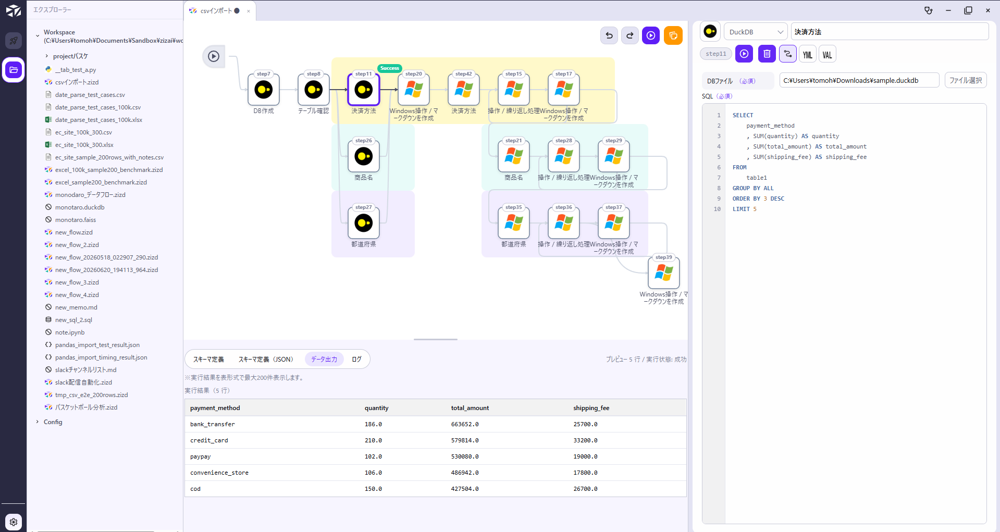 エクスプローラー
Workspace
(C:¥Users¥tomoh¥Documents¥Sandbox¥zizai¥wc
projectバスケ
__tab_test_a.py
csvインポート.zizd
date_parse_test_cases.csv
date_parse_test_cases_100k.csv
date_parse_test_cases_100k.xlsx
ec_site_100k_300.csv
ec_site_100k_300.xlsx
ec_site_sample_200rows_with_notes.csv
excel_100k_sample200_benchmark.zizd
excel_sample200_benchmark.zizd
monodaro_データフロー.zizd
monotaro.duckdb
monotaro.faiss
new_flow.zizd
new_flow_2.zizd
new_flow_20260518_022907_290.zizd
new_flow_20260620_194113_964.zizd
new_flow_3.zizd
new_flow_4.zizd
new_memo.md
new_sql_2.sql
note.ipynb
pandas_import_test_result.json
pandas_import_timing_result.json
slackチャンネルリスト.md
slack配信自動化.zizd
tmp_csv_e2e_200rows.zizd
バスケットボール分析.zizd
Config
csvインポート
Success
step7
step8
step11
step20
step42
step15
step17
DB作成
テーブル確認
決済方法
Windows操作 / マ
ークダウンを作成
決済方法
操作 / 繰り返し処理
Windows操作 / マ
ークダウンを作成
step26
step21
step28
step29
商品名
商品名
操作 / 繰り返し処理
Windows操作 / マ
ークダウンを作成
step27
step35
step36
step37
都道府県
都道府県
操作 / 繰り返し処理
Windows操作 / マ
ークダウンを作成
step39
Windows操作 / マ
ークダウンを作成
スキーマ定義
スキーマ定義（JSON）
データ出力
ログ
プレビュー 5 行 / 実行状態: 成功
※実行結果を表形式で最大200件表示します。
実行結果（5 行）
payment_method quantity total_amount shipping_fee
bank_transfer 186.0 663652.0 25700.0
credit_card 210.0 579814.0 33200.0
paypay 102.0 530080.0 19000.0
convenience_store 106.0 486942.0 17800.0
cod 150.0 427504.0 26700.0
DuckDB
決済方法
step11
YML
VAL
DBファイル （必須）
C:¥Users¥tomoh¥Downloads¥sample.duckdb
ファイル選択
SQL（必須）
1 SELECT
2 payment_method
3 , SUM(quantity) AS quantity
4 , SUM(total_amount) AS total_amount
5 , SUM(shipping_fee) AS shipping_fee
6 FROM
7 table1
8 GROUP BY ALL
9 ORDER BY 3 DESC
10 LIMIT 5